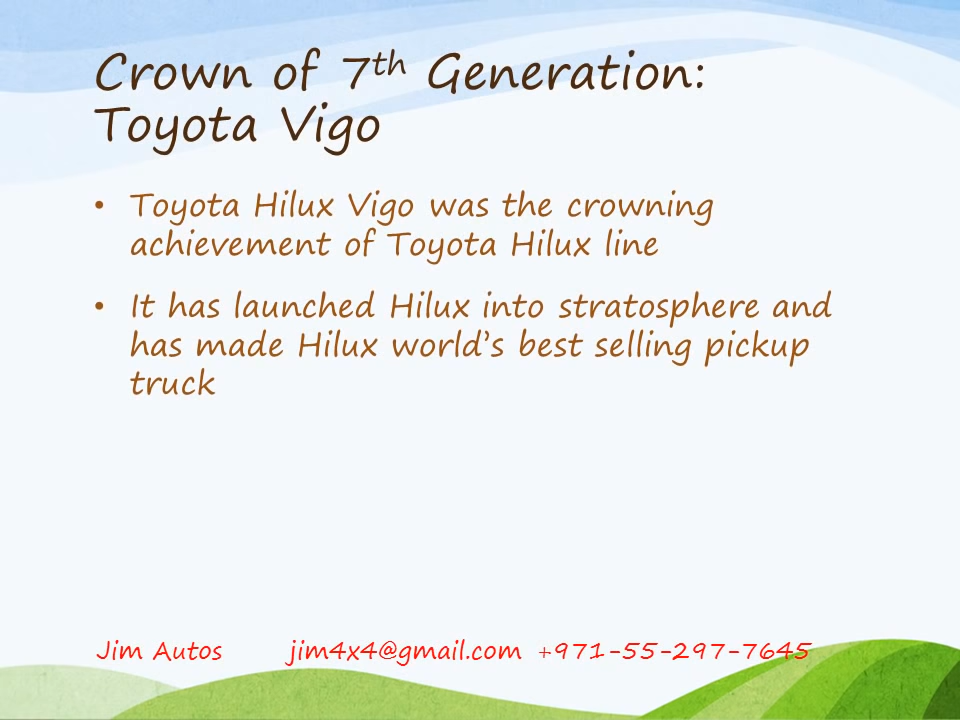 Crown of 7th Generation:
Toyota Vigo
• Toyota Hilux Vigo was the crowning
achievement of Toyota Hilux line
• It has launched Hilux into stratosphere and
has made Hilux world’s best selling pickup
truck
Jim Autos jim4x4@gmail.com +971-55-297-7645